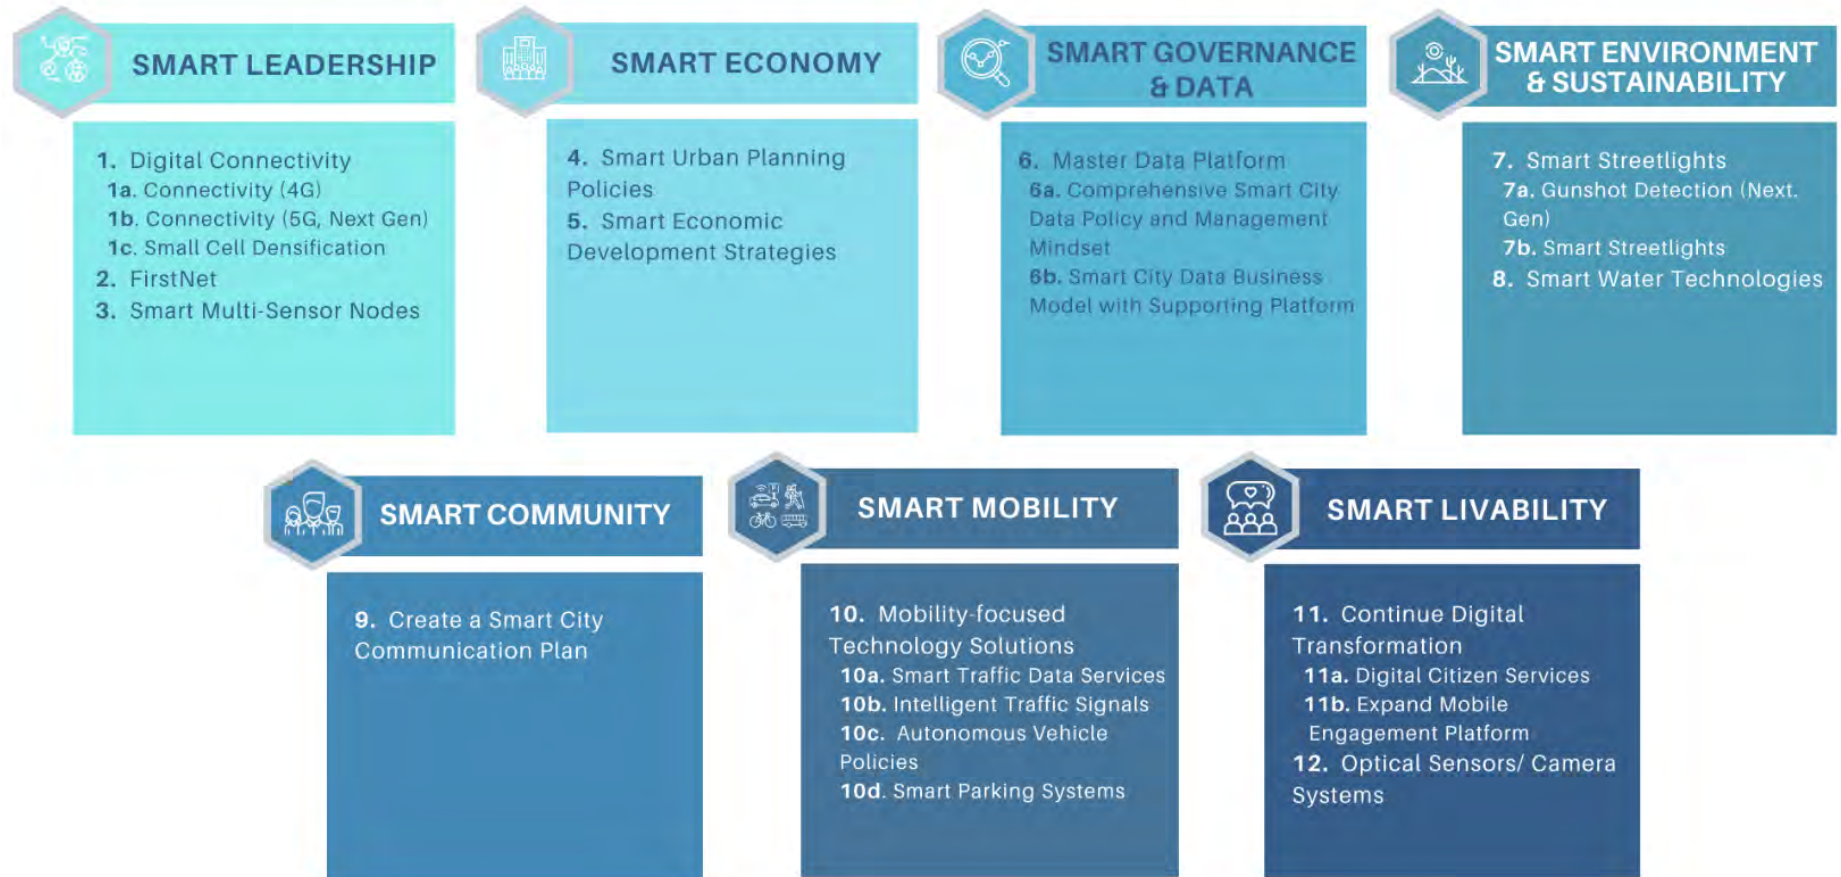 SMART LEADERSHIP
1. Digital Connectivity
1a. Connectivity (4G)
1b. Connectivity (5G, Next Gen)
1c. Small Cell Densification
2. FirstNet
3. Smart Multi-Sensor Nodes
SMART ECONOMY
4. Smart Urban Planning
Policies
5. Smart Economic
Development Strategies
SMART GOVERNANCE
& DATA
6. Master Data Platform
6a. Comprehensive Smart City
Data Policy and Management
Mindset
6b. Smart City Data Business
Model with Supporting Platform
SMART ENVIRONMENT
& SUSTAINABILITY
7. Smart Streetlights
7a. Gunshot Detection (Next.
Gen)
7b. Smart Streetlights
8. Smart Water Technologies
SMART COMMUNITY
9. Create a Smart City
Communication Plan
SMART MOBILITY
10. Mobility-focused
Technology Solutions
10a. Smart Traffic Data Services
10b. Intelligent Traffic Signals
10c. Autonomous Vehicle
Policies
10d. Smart Parking Systems
SMART LIVABILITY
11. Continue Digital
Transformation
11a. Digital Citizen Services
11b. Expand Mobile
Engagement Platform
12. Optical Sensors/ Camera
Systems